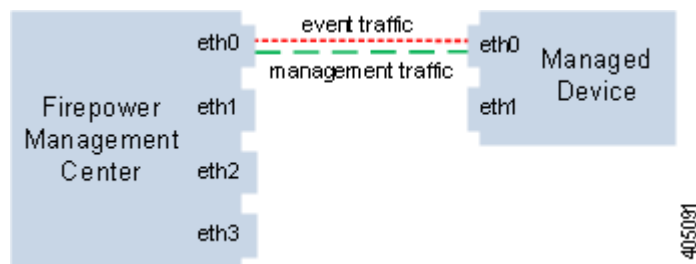 event traffic
eth0
eth0
management traffic
Managed
Device
Firepower
Management
Center
eth1
eth1
eth2
eth3
405091